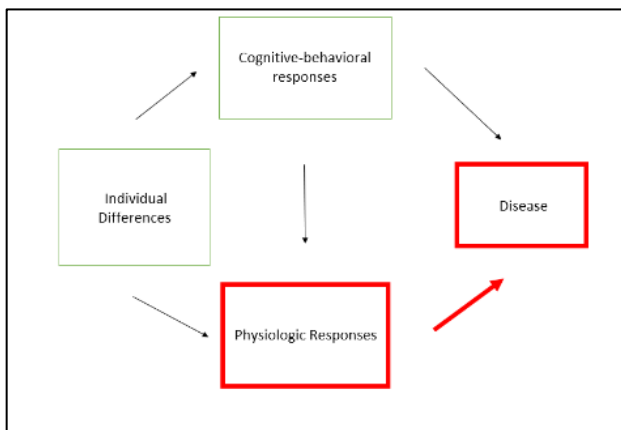 Cognitive-behavioral
responses
Individual
Differences
Disease
Physiologic Responses